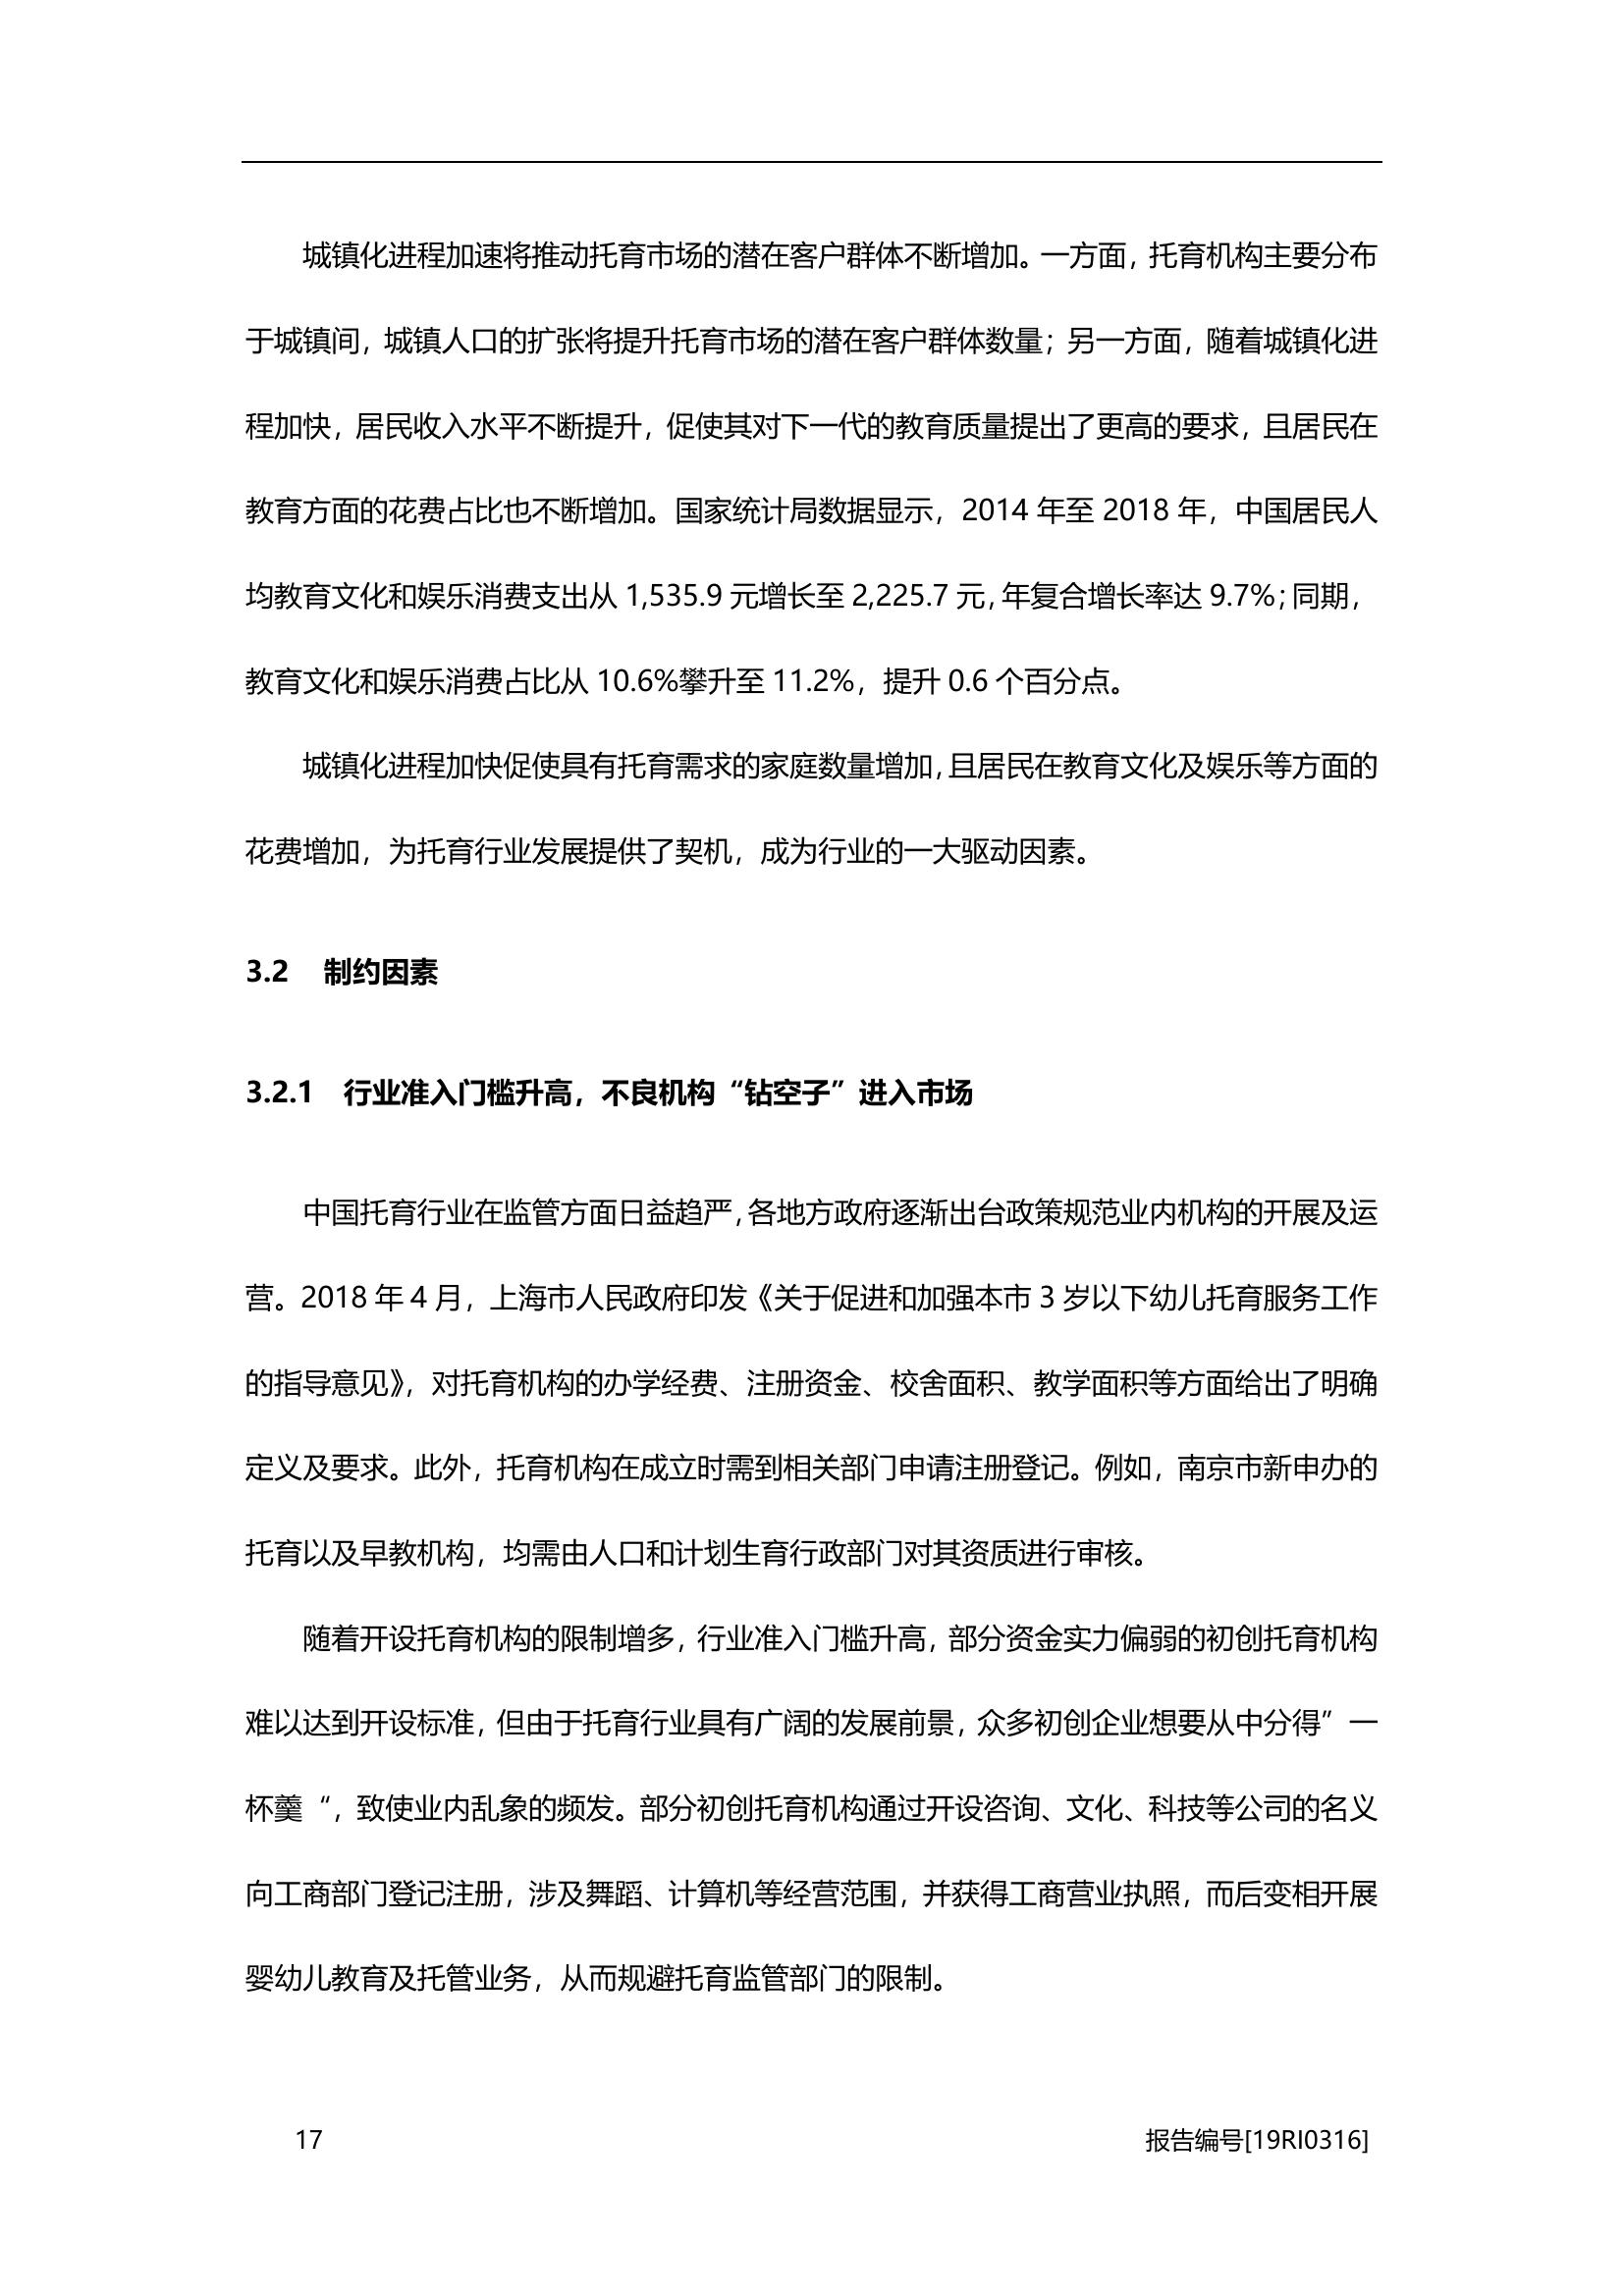 城镇化进程加速将推动托育市场的潜在客户群体不断增加。一方面，托育机构主要分布
于城镇间，城镇人口的扩张将提升托育市场的潜在客户群体数量；另一方面，随着城镇化进
程加快，居民收入水平不断提升，促使其对下一代的教育质量提出了更高的要求，且居民在
教育方面的花费占比也不断增加。国家统计局数据显示，2014 年至 2018 年，中国居民人
均教育文化和娱乐消费支出从 1,535.9 元增长至 2,225.7 元，年复合增长率达 9.7%；同期，
教育文化和娱乐消费占比从 10.6%攀升至 11.2%，提升 0.6 个百分点。
城镇化进程加快促使具有托育需求的家庭数量增加，且居民在教育文化及娱乐等方面的
花费增加，为托育行业发展提供了契机，成为行业的一大驱动因素。
3.2 制约因素
3.2.1 行业准入门槛升高，不良机构“钻空子”进入市场
中国托育行业在监管方面日益趋严，各地方政府逐渐出台政策规范业内机构的开展及运
营。2018 年 4 月，上海市人民政府印发《关于促进和加强本市 3 岁以下幼儿托育服务工作
的指导意见》，对托育机构的办学经费、注册资金、校舍面积、教学面积等方面给出了明确
定义及要求。此外，托育机构在成立时需到相关部门申请注册登记。例如，南京市新申办的
托育以及早教机构，均需由人口和计划生育行政部门对其资质进行审核。
随着开设托育机构的限制增多，行业准入门槛升高，部分资金实力偏弱的初创托育机构
难以达到开设标准，但由于托育行业具有广阔的发展前景，众多初创企业想要从中分得”一
杯羹“，致使业内乱象的频发。部分初创托育机构通过开设咨询、文化、科技等公司的名义
向工商部门登记注册，涉及舞蹈、计算机等经营范围，并获得工商营业执照，而后变相开展
婴幼儿教育及托管业务，从而规避托育监管部门的限制。
17 报告编号[19RI0316]